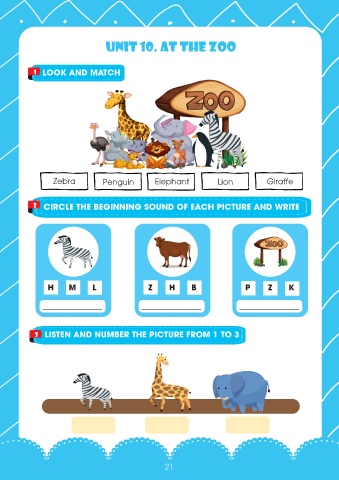 UNIT 10. AT THE ZOO
1 LOOK AND MATCH
ZOO
Zebra Penguin Elephant Lion Giraffe
3 CIRCLE THE BEGINNING SOUND OF EACH PICTURE AND WRITE
ZOO
H M L Z H B P Z K
2 LISTEN AND NUMBER THE PICTURE FROM 1 TO 3
21